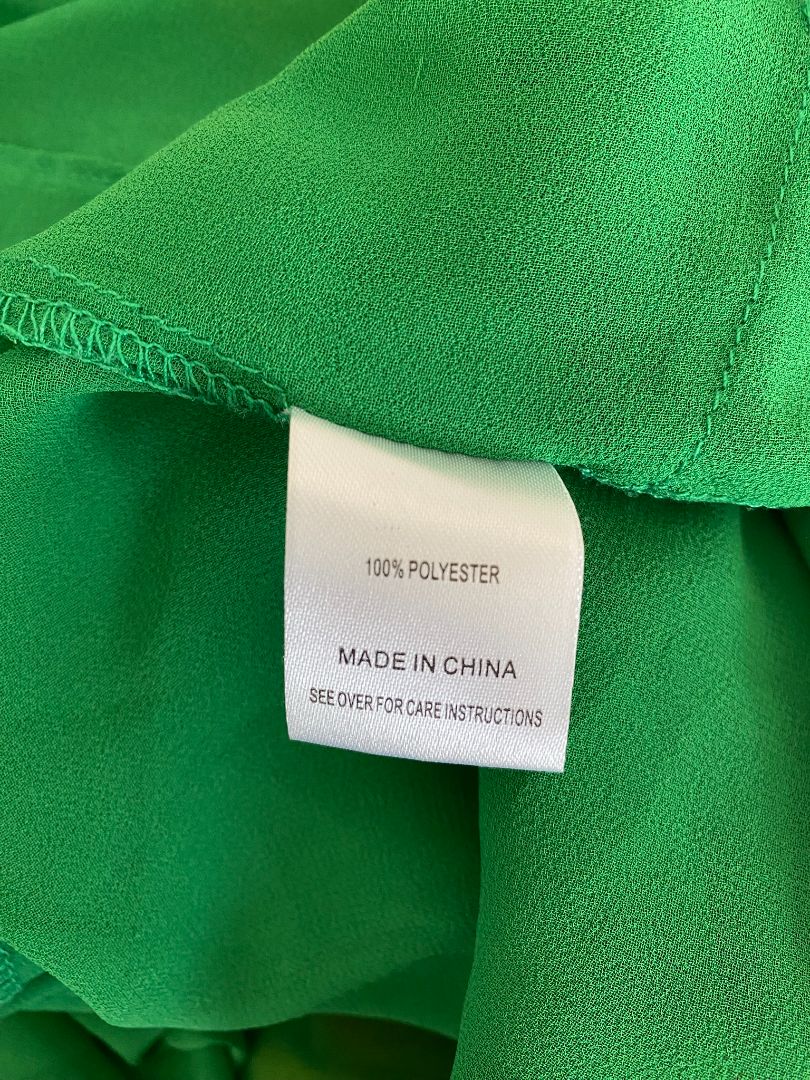 100% POLYESTER
MADE IN CHINA
SEE OVER FOR CARE INSTRUCTIONS